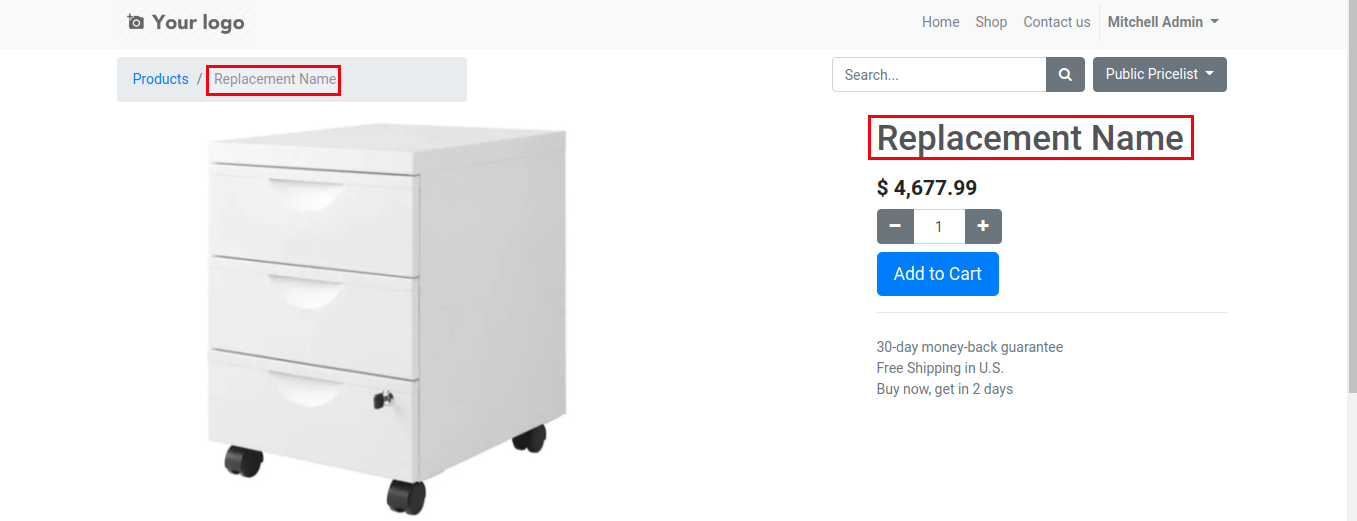 Your logo
Home Shop Contact us Mitchell Admin
Products / Replacement Name
Search...
Public Pricelist
Replacement Name
$ 4,677.99
1
Add to Cart
30-day money-back guarantee
Free Shipping in U.S.
Buy now, get in 2 days